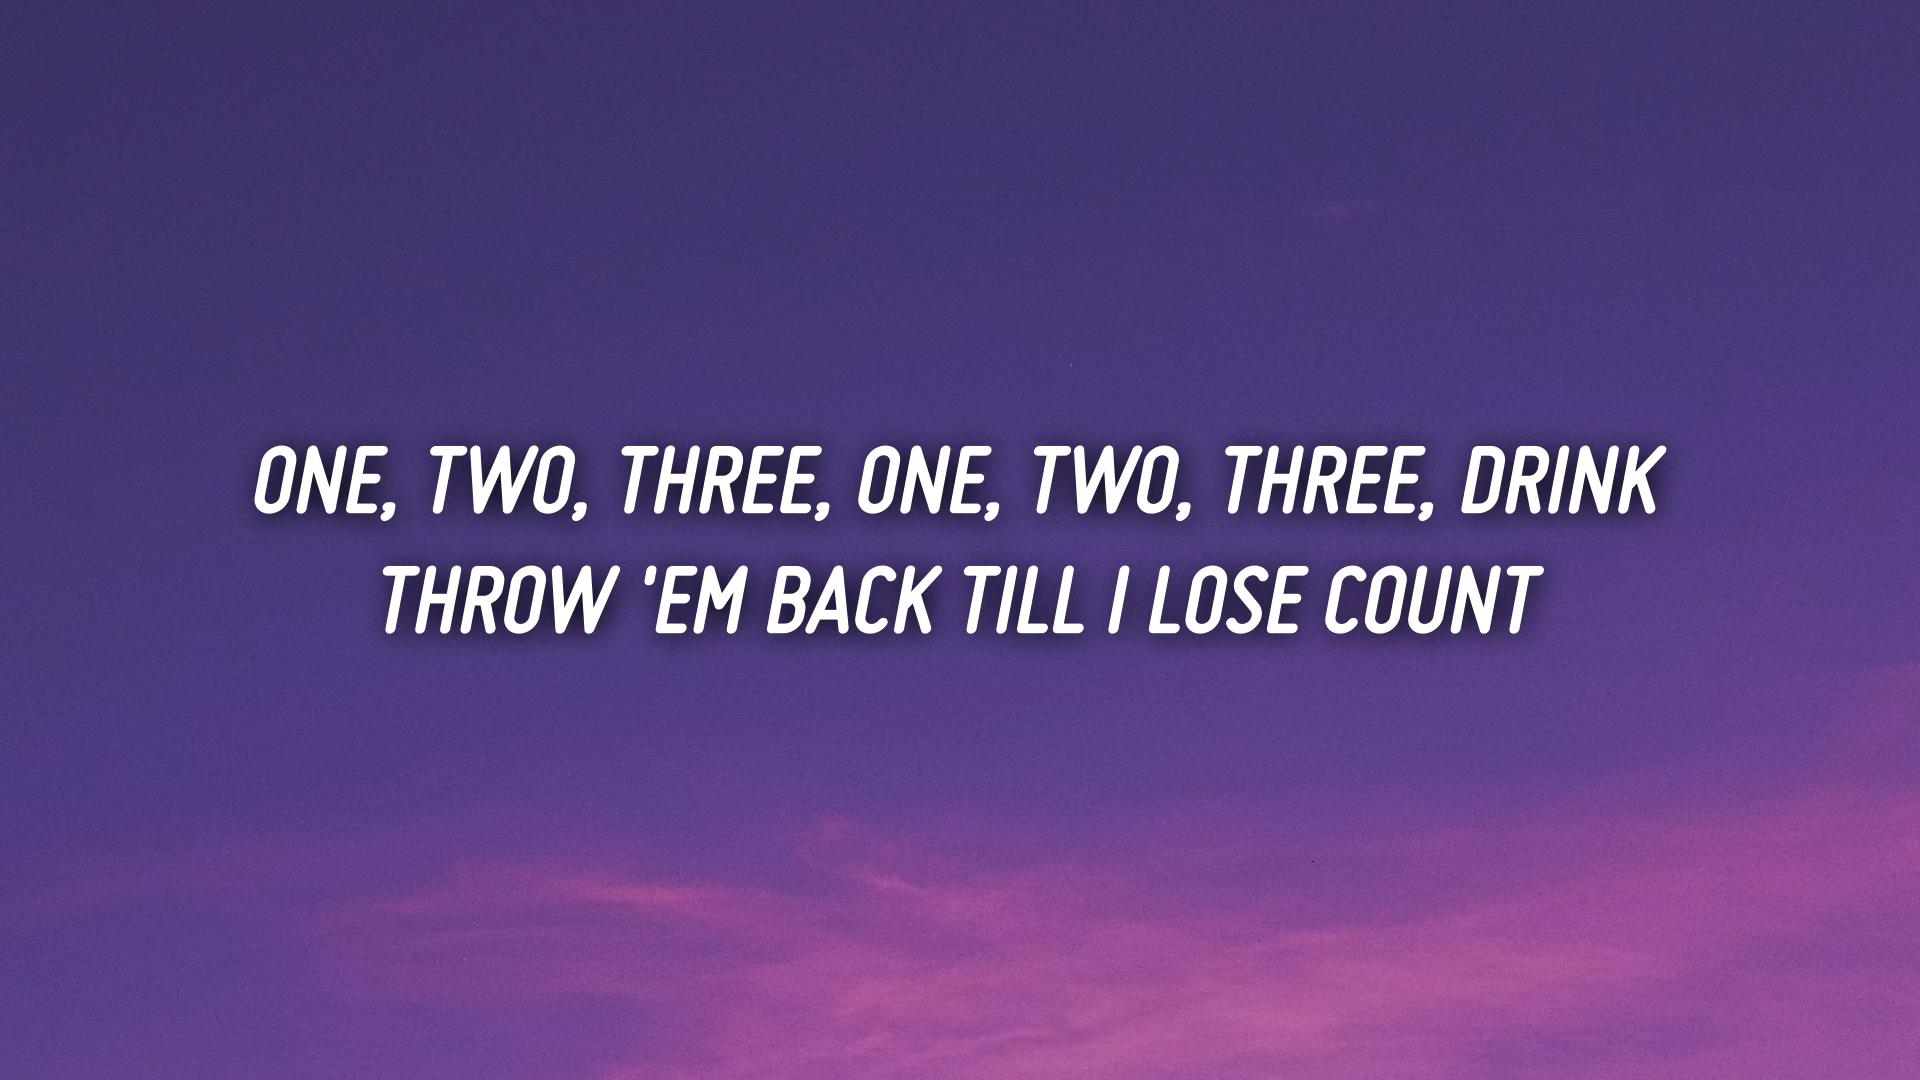 ONE, TWO, THREE, ONE, TWO, THREE, DRINK
THROW 'EM BACK TILL I LOSE COUNT